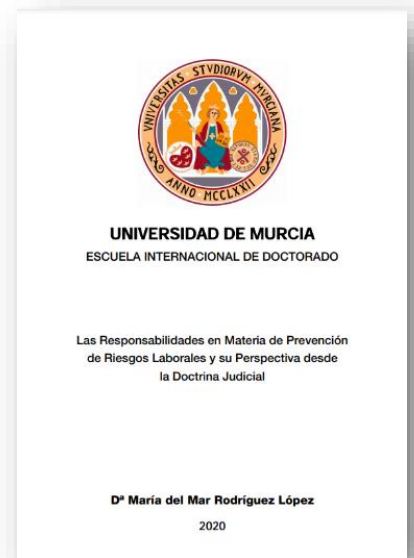 VNIVERSITAS STVDIORVM MVRCIANA
ANNO MCCLXXII
UNIVERSIDAD DE MURCIA
ESCUELA INTERNACIONAL DE DOCTORADO
Las Responsabilidades en Materia de Prevención
de Riesgos Laborales y su Perspectiva desde
la Doctrina Judicial
Dª María del Mar Rodríguez López
2020